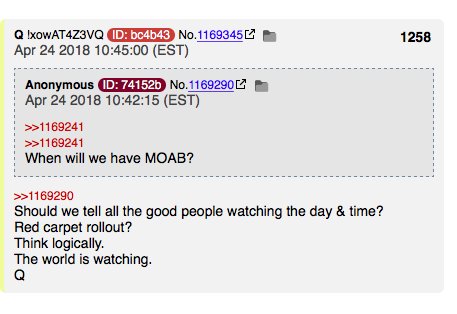 Q !xowAT4Z3VQ ID: bc4b43 No.1169345 1258
Apr 24 2018 10:45:00 (EST)
Anonymous ID: 74152b No.1169290
Apr 24 2018 10:42:15 (EST)
>>1169241
>>1169241
When will we have MOAB?
>>1169290
Should we tell all the good people watching the day & time?
Red carpet rollout?
Think logically.
The world is watching.
Q